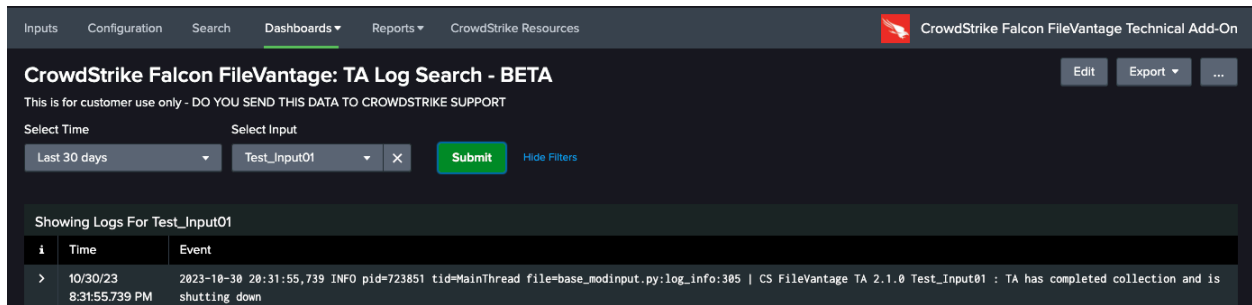 Inputs Configuration Search Dashboards Reports CrowdStrike Resources CrowdStrike Falcon FileVantage Technical Add-On
CrowdStrike Falcon FileVantage: TA Log Search - BETA Edit Export ...
This is for customer use only - DO YOU SEND THIS DATA TO CROWDSTRIKE SUPPORT
Select Time Select Input
Last 30 days Test_Input01 Submit Hide Filters
Showing Logs For Test_Input01
i Time Event
> 10/30/23 2023-10-30 20:31:55,739 INFO pid=723851 tid=MainThread file=base_modinput.py:log_info:305 | CS FileVantage TA 2.1.0 Test_Input01 : TA has completed collection and is
8:31:55.739 PM shutting down